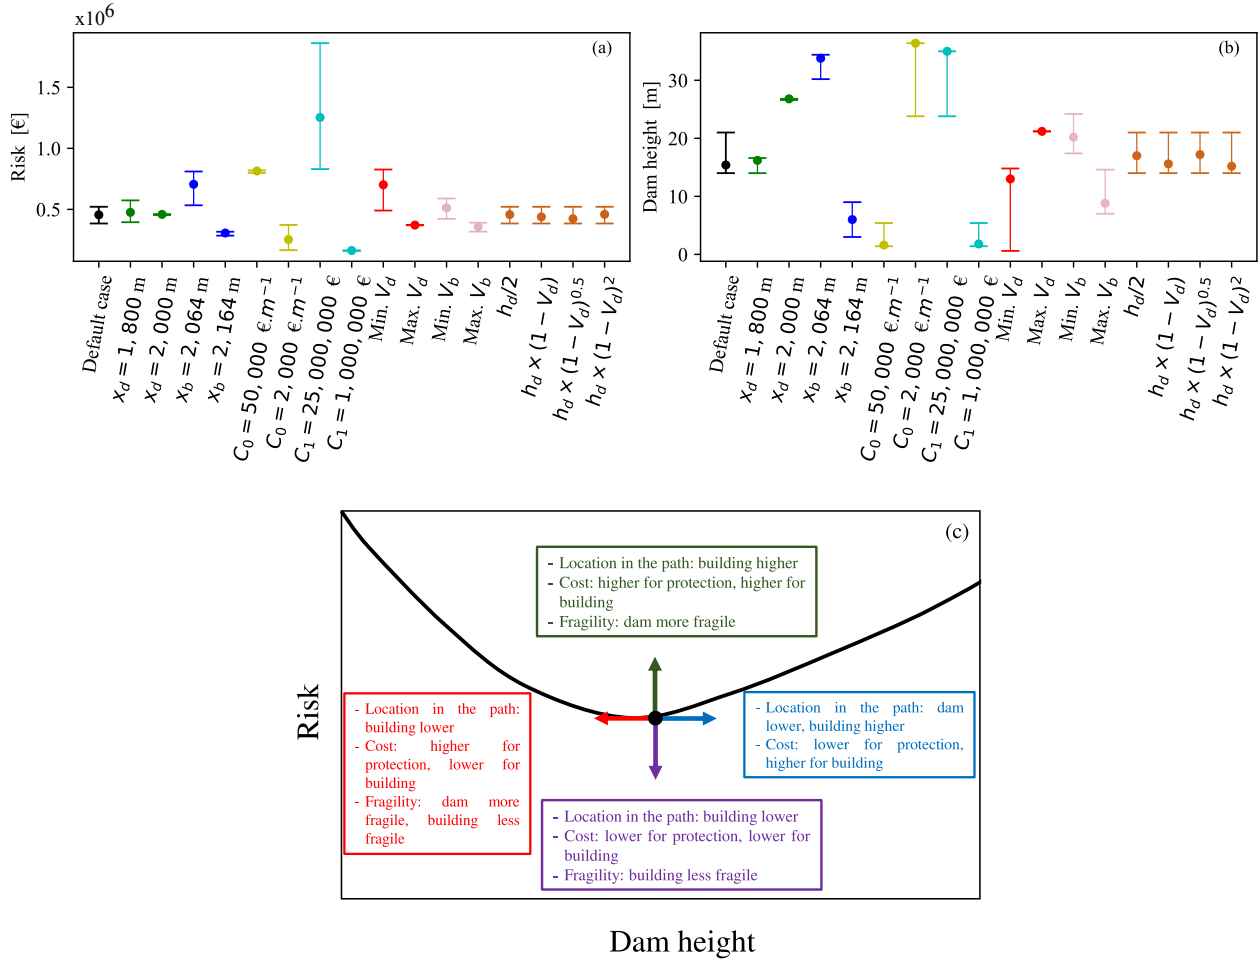 x10⁶
(a)
Risk [€]
1.5
1.0
0.5
Default case
x_d = 1,800 m
x_d = 2,000 m
x_b = 2,064 m
x_b = 2,164 m
C_0 = 50,000 €.m⁻¹
C_0 = 2,000 €.m⁻¹
C_1 = 25,000,000 €
C_1 = 1,000,000 €
Min. V_d
Max. V_d
Min. V_b
Max. V_b
h_d/2
h_d × (1 − V_d)
h_d × (1 − V_d)^0.5
h_d × (1 − V_d)²
(b)
Dam height [m]
30
20
10
0
Default case
x_d = 1,800 m
x_d = 2,000 m
x_b = 2,064 m
x_b = 2,164 m
C_0 = 50,000 €.m⁻¹
C_0 = 2,000 €.m⁻¹
C_1 = 25,000,000 €
C_1 = 1,000,000 €
Min. V_d
Max. V_d
Min. V_b
Max. V_b
h_d/2
h_d × (1 − V_d)
h_d × (1 − V_d)^0.5
h_d × (1 − V_d)²
(c)
- Location in the path: building higher
- Cost: higher for protection, higher for
building
- Fragility: dam more fragile
Risk
- Location in the path:
building lower
- Cost: higher for
protection, lower for
building
- Fragility: dam more
fragile, building less
fragile
- Location in the path: dam
lower, building higher
- Cost: lower for protection,
higher for building
- Location in the path: building lower
- Cost: lower for protection, lower for
building
- Fragility: building less fragile
Dam height